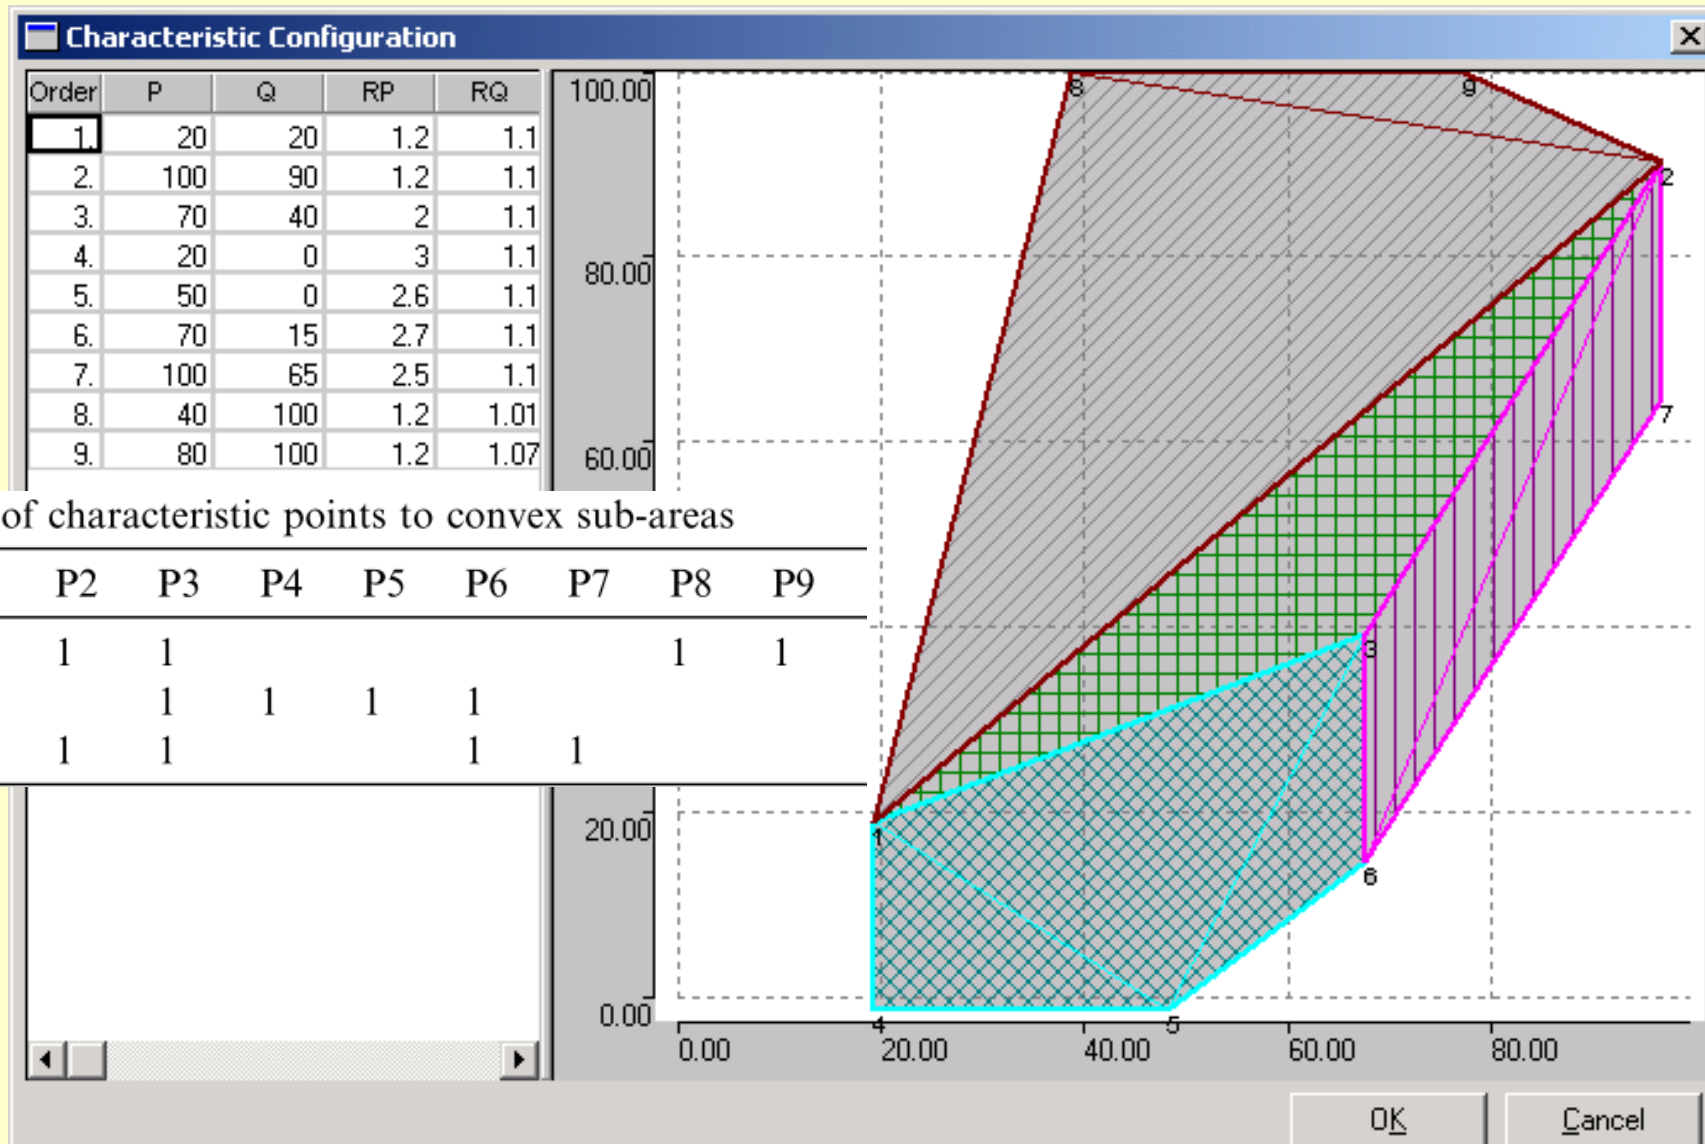 Characteristic Configuration
Order P Q RP RQ
1. 20 20 1.2 1.1
2. 100 90 1.2 1.1
3. 70 40 2 1.1
4. 20 0 3 1.1
5. 50 0 2.6 1.1
6. 70 15 2.7 1.1
7. 100 65 2.5 1.1
8. 40 100 1.2 1.01
9. 80 100 1.2 1.07
of characteristic points to convex sub-areas
P2 P3 P4 P5 P6 P7 P8 P9
1 1 1 1
1 1 1 1
1 1 1 1
100.00
80.00
60.00
20.00
0.00
0.00 20.00 40.00 60.00 80.00
8 9
2
7
3
1
6
4 5
OK Cancel